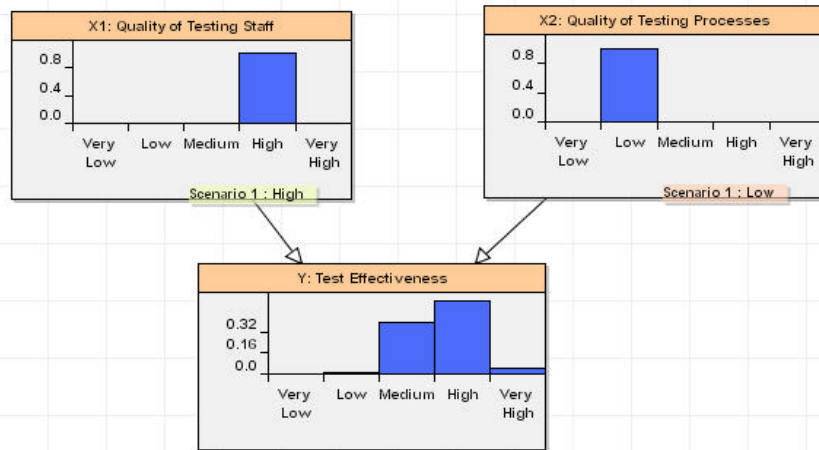 X1: Quality of Testing Staff
0.8
0.4
0.0
Very Low
Low
Medium
High
Very High
Scenario 1 : High
X2: Quality of Testing Processes
0.8
0.4
0.0
Very Low
Low
Medium
High
Very High
Scenario 1 : Low
Y: Test Effectiveness
0.32
0.16
0.0
Very Low
Low
Medium
High
Very High